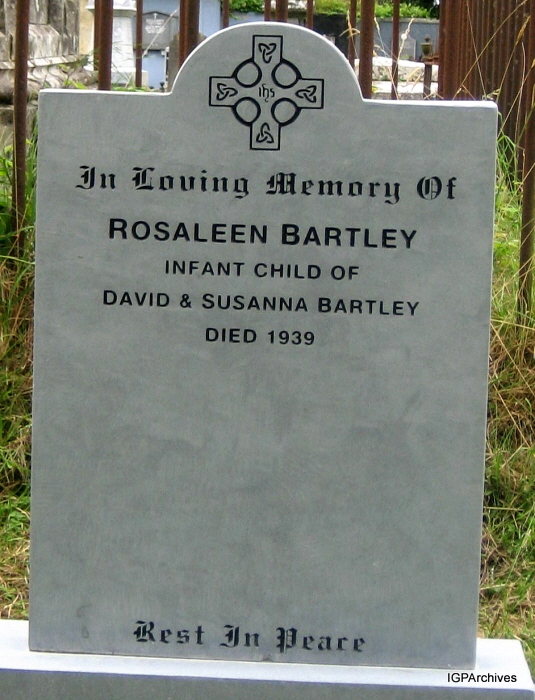 IHS
In Loving Memory Of
ROSALEEN BARTLEY
INFANT CHILD OF
DAVID & SUSANNA BARTLEY
DIED 1939
Rest In Peace
IGPArchives